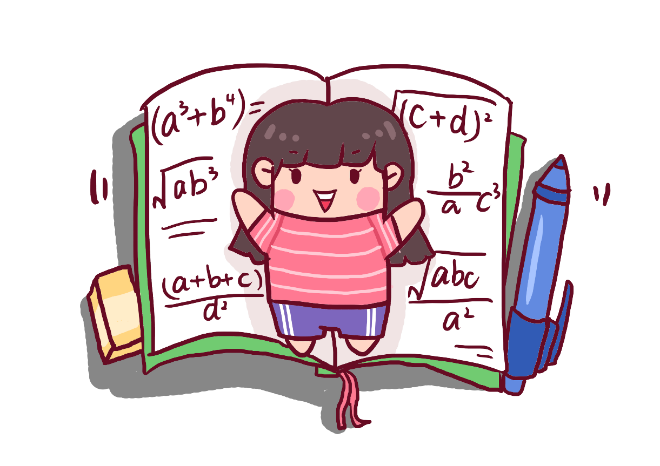 (a³+b⁴)=
√ab³
(a+b+c)
d²
√(c+d)²
b²
a
c³
√abc
a²